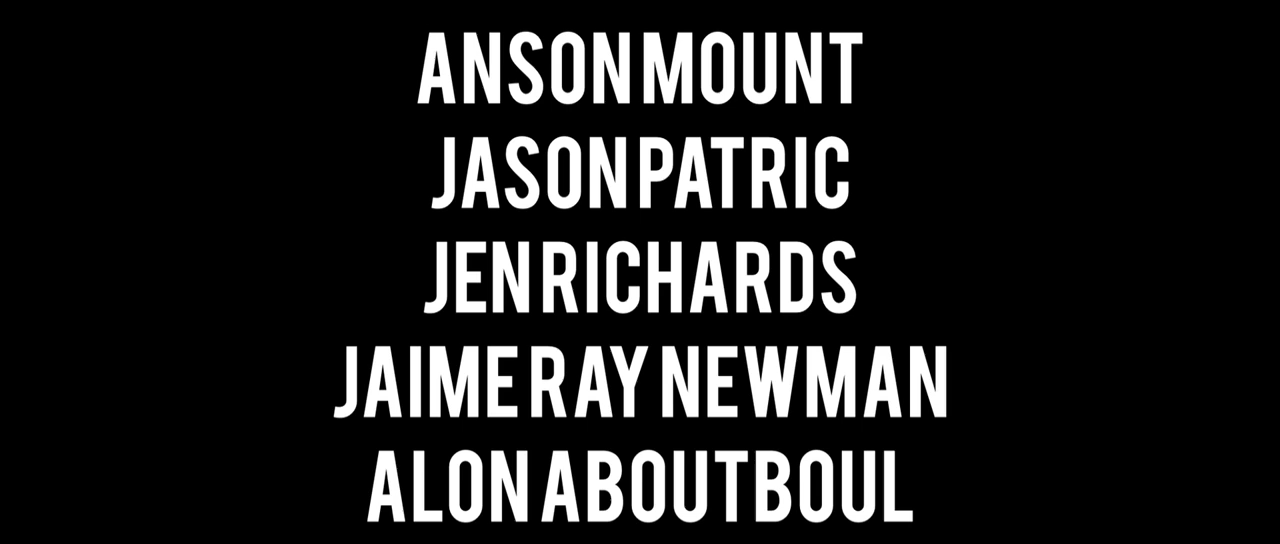 ANSON MOUNT
JASON PATRIC
JEN RICHARDS
JAIME RAY NEWMAN
ALON ABOUTBOUL